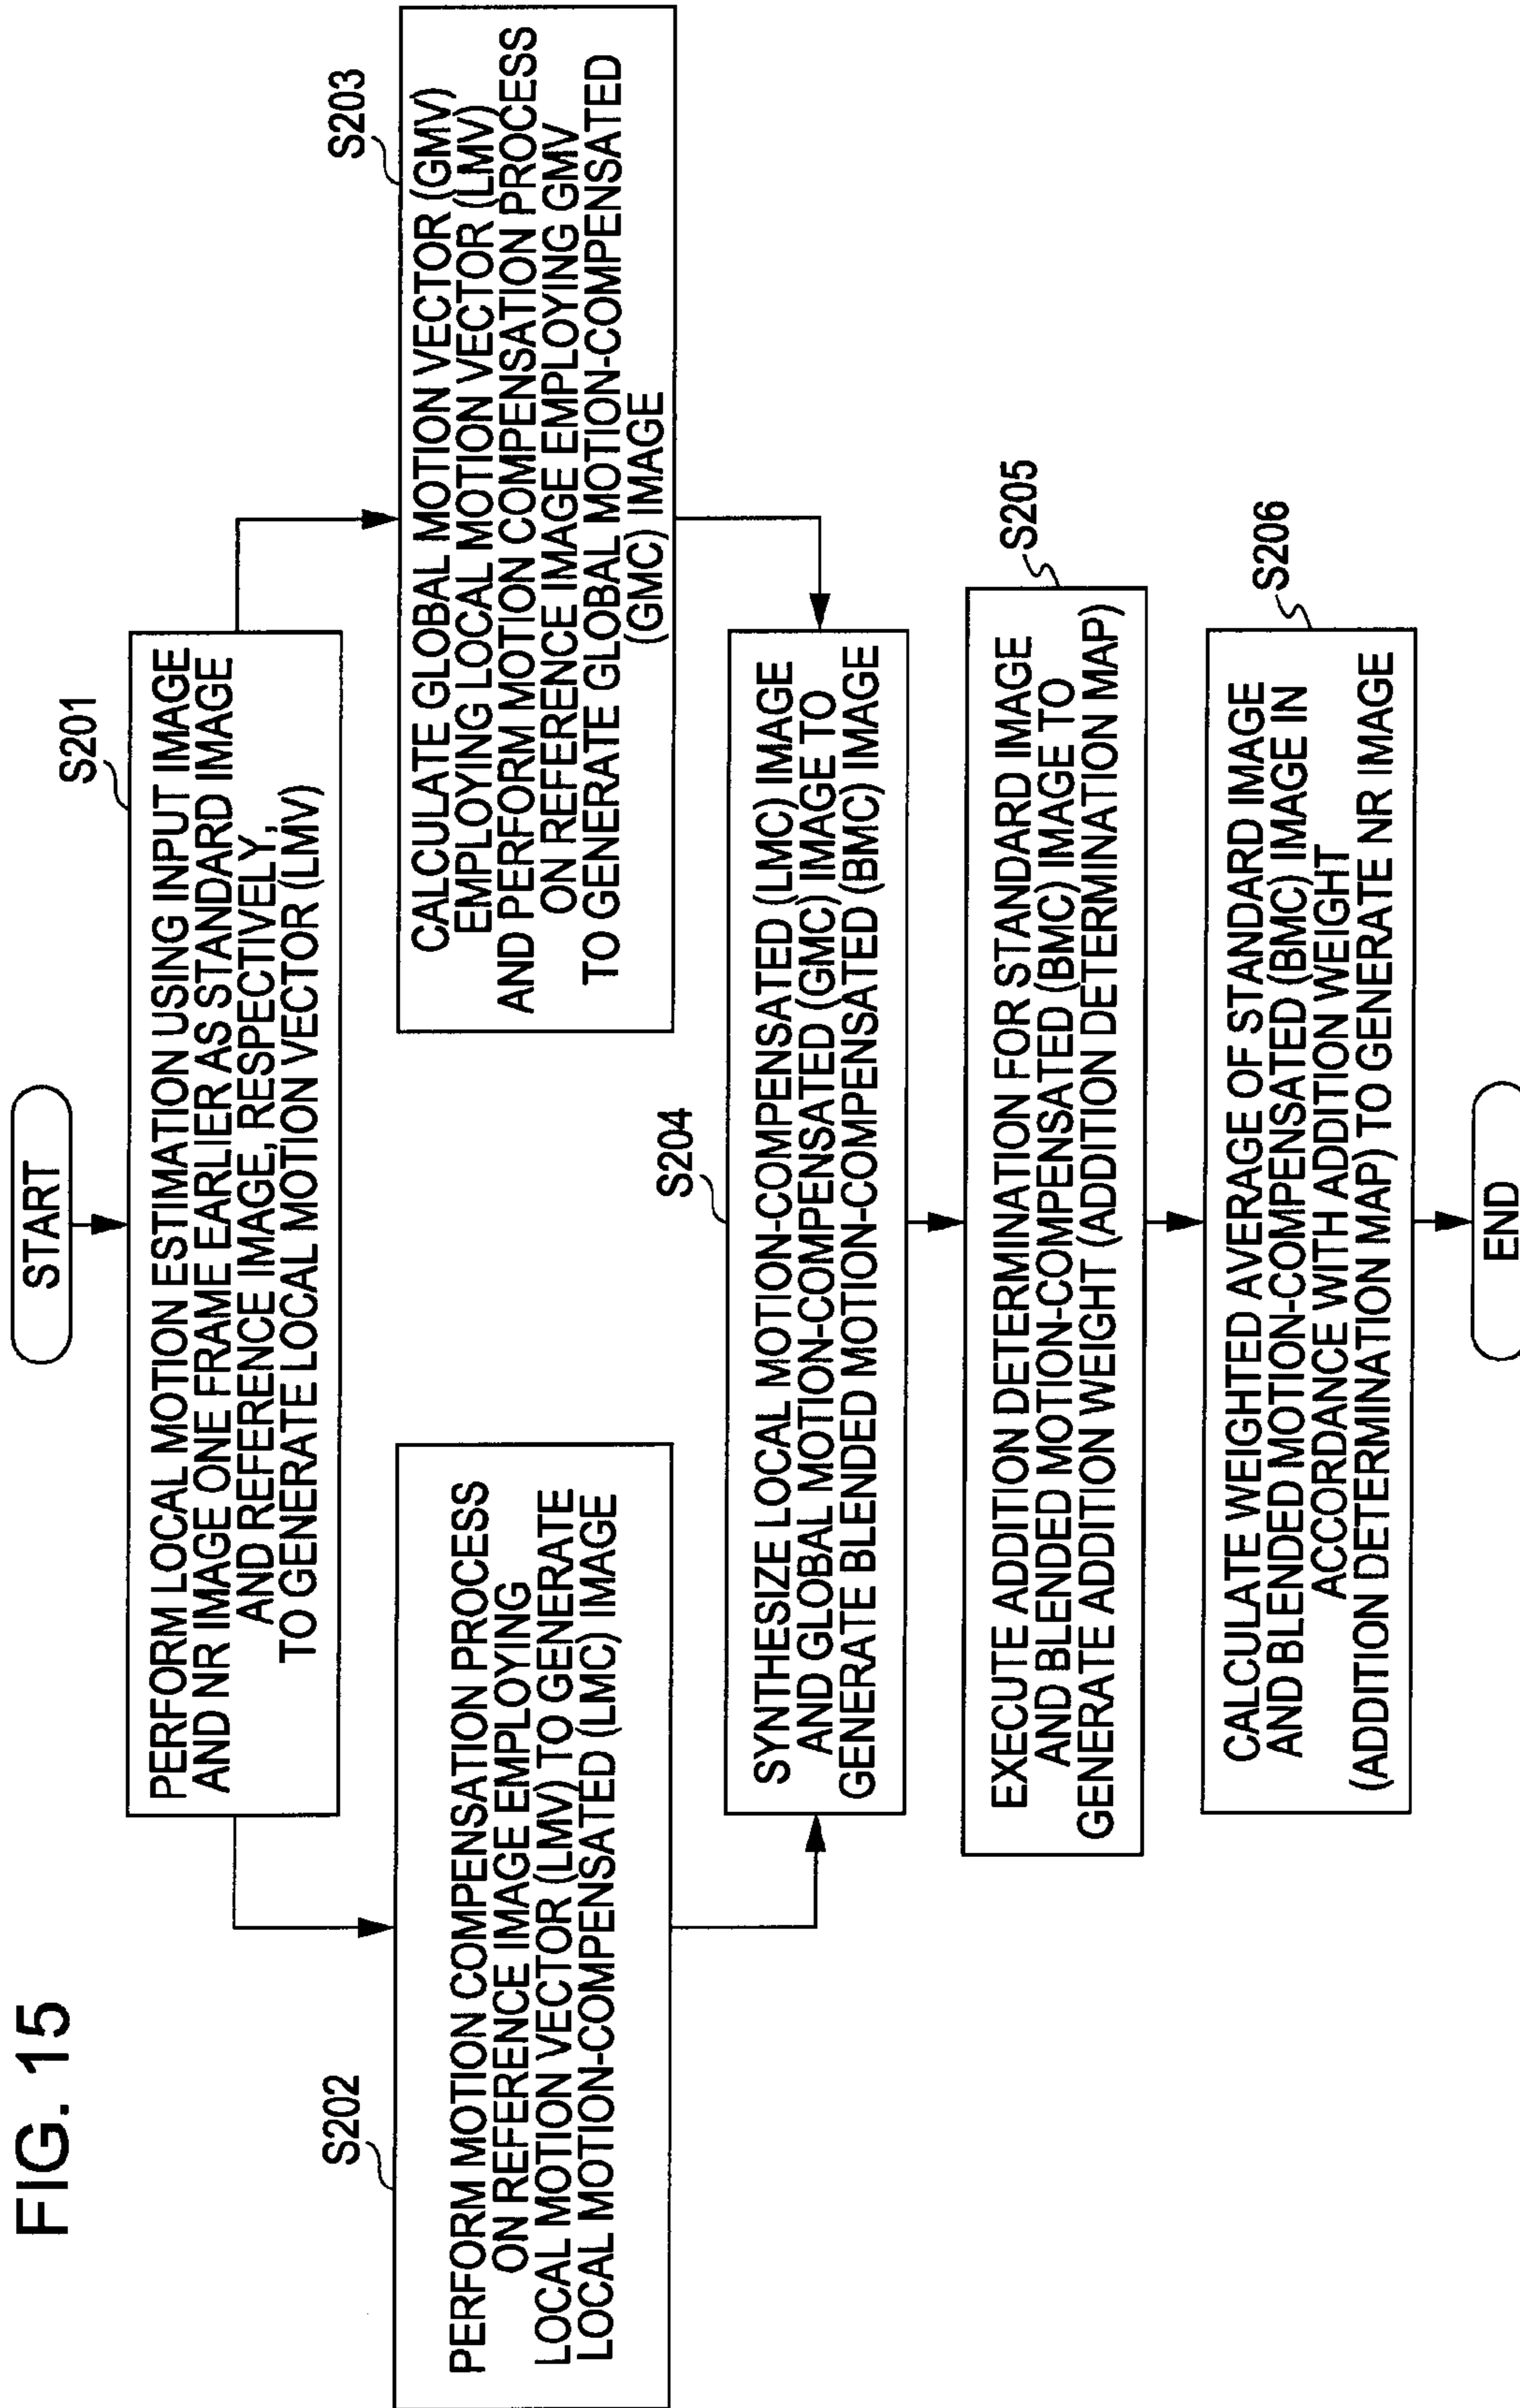 FIG. 15
START
S201
PERFORM LOCAL MOTION ESTIMATION USING INPUT IMAGE
AND NR IMAGE ONE FRAME EARLIER AS STANDARD IMAGE
AND REFERENCE IMAGE, RESPECTIVELY,
TO GENERATE LOCAL MOTION VECTOR (LMV)
S202
PERFORM MOTION COMPENSATION PROCESS
ON REFERENCE IMAGE EMPLOYING
LOCAL MOTION VECTOR (LMV) TO GENERATE
LOCAL MOTION-COMPENSATED (LMC) IMAGE
S203
CALCULATE GLOBAL MOTION VECTOR (GMV)
EMPLOYING LOCAL MOTION VECTOR (LMV)
AND PERFORM MOTION COMPENSATION PROCESS
ON REFERENCE IMAGE EMPLOYING GMV
TO GENERATE GLOBAL MOTION-COMPENSATED
(GMC) IMAGE
S204
SYNTHESIZE LOCAL MOTION-COMPENSATED (LMC) IMAGE
AND GLOBAL MOTION-COMPENSATED (GMC) IMAGE TO
GENERATE BLENDED MOTION-COMPENSATED (BMC) IMAGE
S205
EXECUTE ADDITION DETERMINATION FOR STANDARD IMAGE
AND BLENDED MOTION-COMPENSATED (BMC) IMAGE TO
GENERATE ADDITION WEIGHT (ADDITION DETERMINATION MAP)
S206
CALCULATE WEIGHTED AVERAGE OF STANDARD IMAGE
AND BLENDED MOTION-COMPENSATED (BMC) IMAGE IN
ACCORDANCE WITH ADDITION WEIGHT
(ADDITION DETERMINATION MAP) TO GENERATE NR IMAGE
END